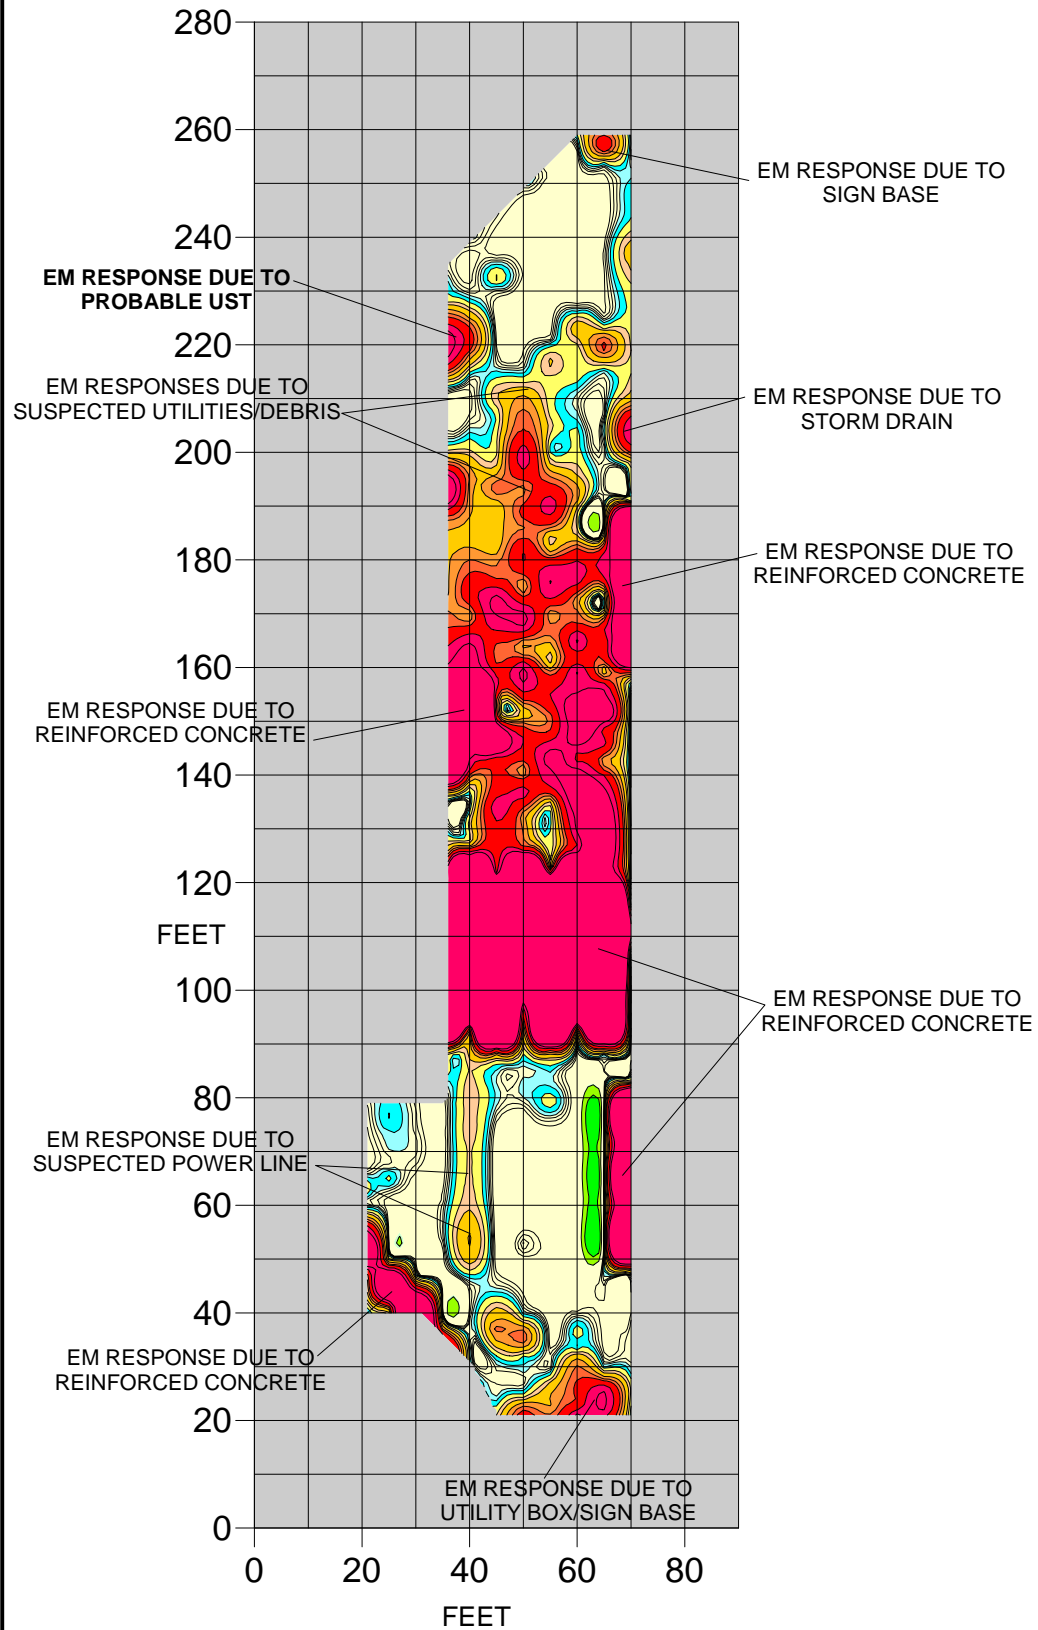 280
260
EM RESPONSE DUE TO
SIGN BASE
240
EM RESPONSE DUE TO
PROBABLE UST
220
EM RESPONSES DUE TO
SUSPECTED UTILITIES/DEBRIS
EM RESPONSE DUE TO
STORM DRAIN
200
180
EM RESPONSE DUE TO
REINFORCED CONCRETE
160
EM RESPONSE DUE TO
REINFORCED CONCRETE
140
120
FEET
100
EM RESPONSE DUE TO
REINFORCED CONCRETE
80
EM RESPONSE DUE TO
SUSPECTED POWER LINE
60
40
EM RESPONSE DUE TO
REINFORCED CONCRETE
20
EM RESPONSE DUE TO
UTILITY BOX/SIGN BASE
0
0 20 40 60 80
FEET